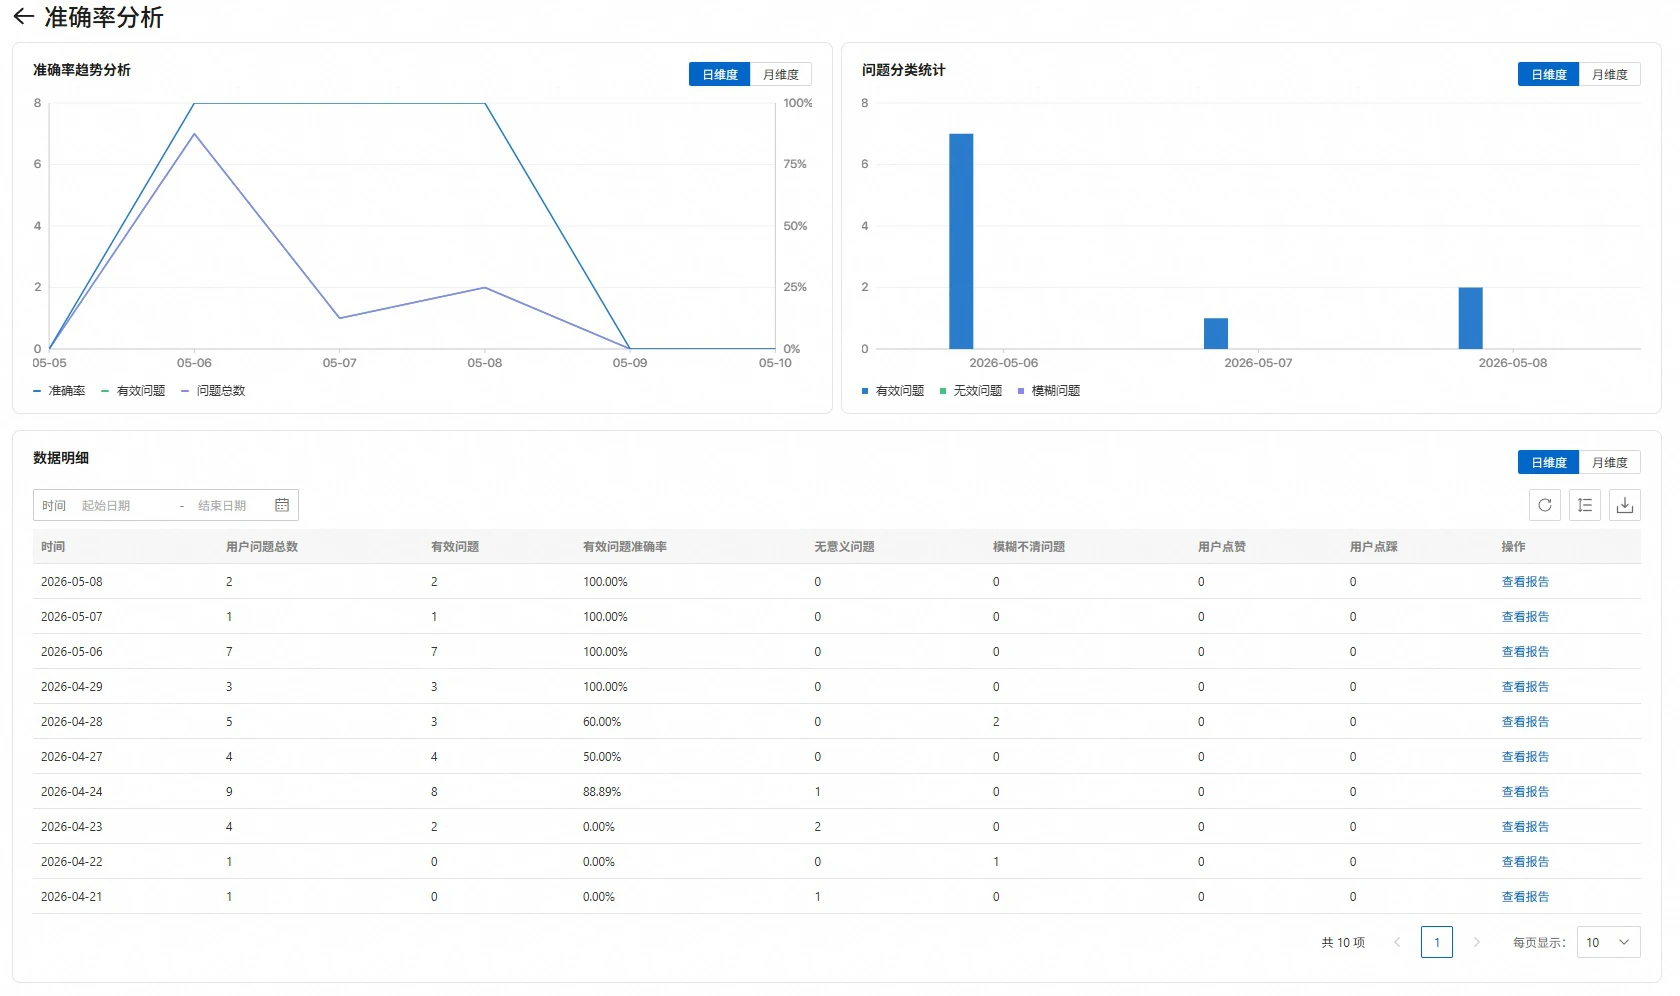 准确率分析
准确率趋势分析
日维度 月维度
8 100%
6 75%
4 50%
2 25%
0 0%
05-05 05-06 05-07 05-08 05-09 05-10
准确率 有效问题 问题总数
问题分类统计
日维度 月维度
8
6
4
2
0
2026-05-06 2026-05-07 2026-05-08
有效问题 无效问题 模糊问题
数据明细
日维度 月维度
时间 起始日期 - 结束日期
时间 用户问题总数 有效问题 有效问题准确率 无意义问题 模糊不清问题 用户点赞 用户点踩 操作
2026-05-08 2 2 100.00% 0 0 0 0 查看报告
2026-05-07 1 1 100.00% 0 0 0 0 查看报告
2026-05-06 7 7 100.00% 0 0 0 0 查看报告
2026-04-29 3 3 100.00% 0 0 0 0 查看报告
2026-04-28 5 3 60.00% 0 2 0 0 查看报告
2026-04-27 4 4 50.00% 0 0 0 0 查看报告
2026-04-24 9 8 88.89% 1 0 0 0 查看报告
2026-04-23 4 2 0.00% 2 0 0 0 查看报告
2026-04-22 1 0 0.00% 0 1 0 0 查看报告
2026-04-21 1 0 0.00% 1 0 0 0 查看报告
共 10 项 1 每页显示: 10